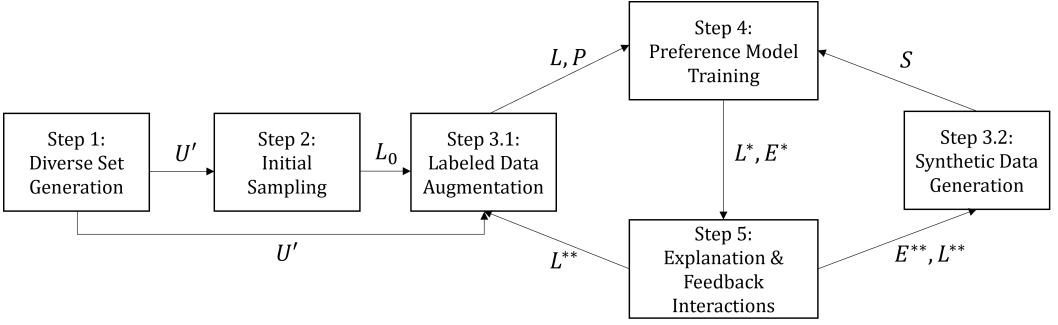 Step 1:
Diverse Set
Generation
U′
U′
Step 2:
Initial
Sampling
L₀
Step 3.1:
Labeled Data
Augmentation
L, P
Step 4:
Preference Model
Training
L*, E*
Step 5:
Explanation &
Feedback
Interactions
L**
E**, L**
Step 3.2:
Synthetic Data
Generation
S